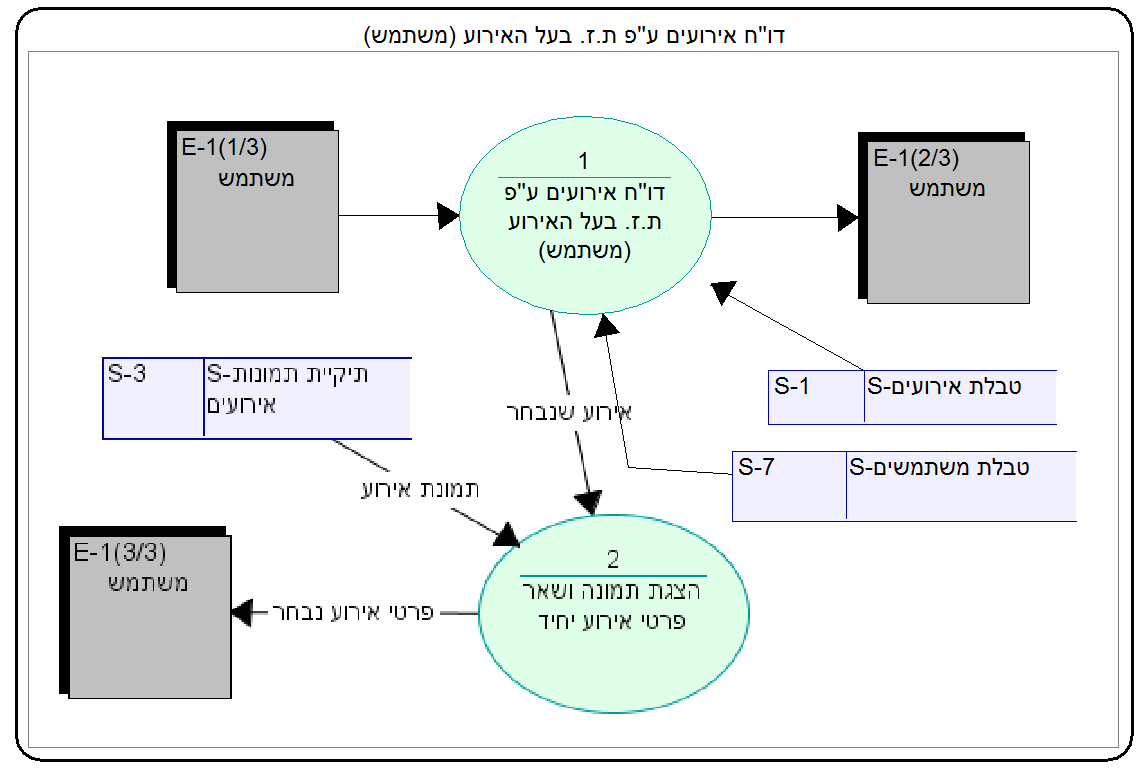 דו"ח אירועים ע"פ ת.ז. בעל האירוע (משתמש)
E-1(1/3)
משתמש
1
דו"ח אירועים ע"פ
ת.ז. בעל האירוע
(משתמש)
E-1(2/3)
משתמש
S-3
S-תיקיית תמונות
אירועים
S-1
S-טבלת אירועים
אירוע שנבחר
S-7
S-טבלת משתמשים
תמונת אירוע
E-1(3/3)
משתמש
פרטי אירוע נבחר
2
הצגת תמונה ושאר
פרטי אירוע יחיד